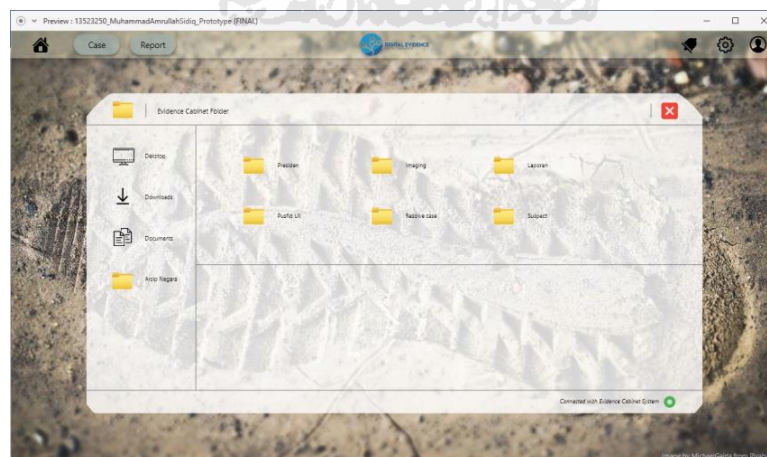 Preview : 13523250_MuhammadAmrullahSidiq_Prototype (FINAL)
Case
Report
DIGITAL EVIDENCE
Evidence Cabinet Folder
Desktop
Downloads
Documents
Arsip Negara
Presiden
Imaging
Laporan
Pusfid UII
Resolve case
Suspect
Connected with Evidence Cabinet System